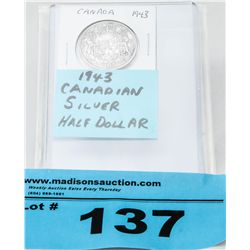 CANADA 1943
1943
CANADIAN
SILVER
HALF DOLLAR
www.madisonsauction.com
Weekly Auction Sales Every Thursday
Lot # 137